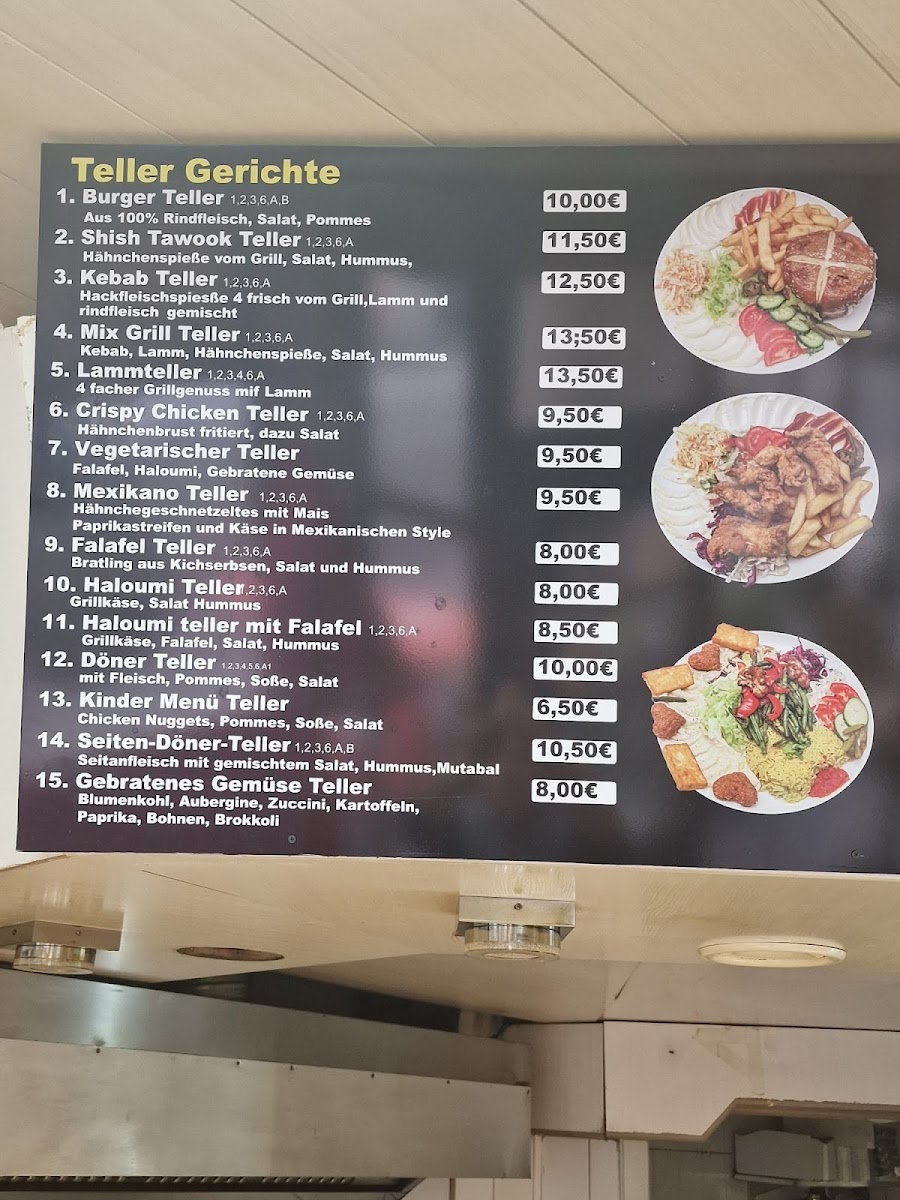 Teller Gerichte
1. Burger Teller 1,2,3,6,A,B 10,00€
Aus 100% Rindfleisch, Salat, Pommes
2. Shish Tawook Teller 1,2,3,6,A 11,50€
Hähnchenspieße vom Grill, Salat, Hummus,
3. Kebab Teller 1,2,3,6,A 12,50€
Hackfleischspiesße 4 frisch vom Grill,Lamm und
rindfleisch gemischt
4. Mix Grill Teller 1,2,3,6,A 13;50€
Kebab, Lamm, Hähnchenspieße, Salat, Hummus
5. Lammteller 1,2,3,4,6,A 13,50€
4 facher Grillgenuss mif Lamm
6. Crispy Chicken Teller 1,2,3,6,A 9,50€
Hähnchenbrust fritiert, dazu Salat
7. Vegetarischer Teller 9,50€
Falafel, Haloumi, Gebratene Gemüse
8. Mexikano Teller 1,2,3,6,A 9,50€
Hähnchegeschnetzeltes mit Mais
Paprikastreifen und Käse in Mexikanischen Style
9. Falafel Teller 1,2,3,6,A 8,00€
Bratling aus Kichserbsen, Salat und Hummus
10. Haloumi Teller 1,2,3,6,A 8,00€
Grillkäse, Salat Hummus
11. Haloumi teller mit Falafel 1,2,3,6,A 8,50€
Grillkäse, Falafel, Salat, Hummus
12. Döner Teller 1,2,3,4,5,6,A1 10,00€
mit Fleisch, Pommes, Soße, Salat
13. Kinder Menü Teller 6,50€
Chicken Nuggets, Pommes, Soße, Salat
14. Seiten-Döner-Teller 1,2,3,6,A,B 10,50€
Seitanfleisch mit gemischtem Salat, Hummus,Mutabal
15. Gebratenes Gemüse Teller 8,00€
Blumenkohl, Aubergine, Zuccini, Kartoffeln,
Paprika, Bohnen, Brokkoli